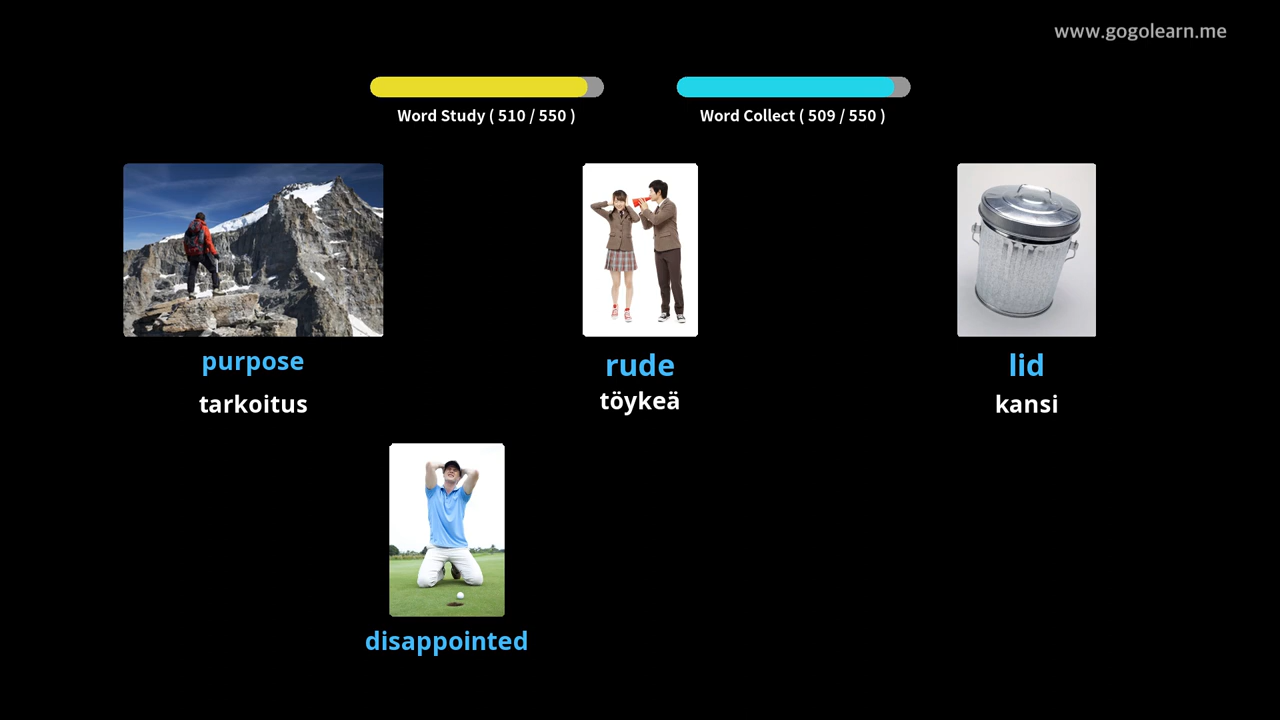 www.gogolearn.me
Word Study ( 510 / 550 )
Word Collect ( 509 / 550 )
purpose
rude
lid
tarkoitus
töykeä
kansi
disappointed